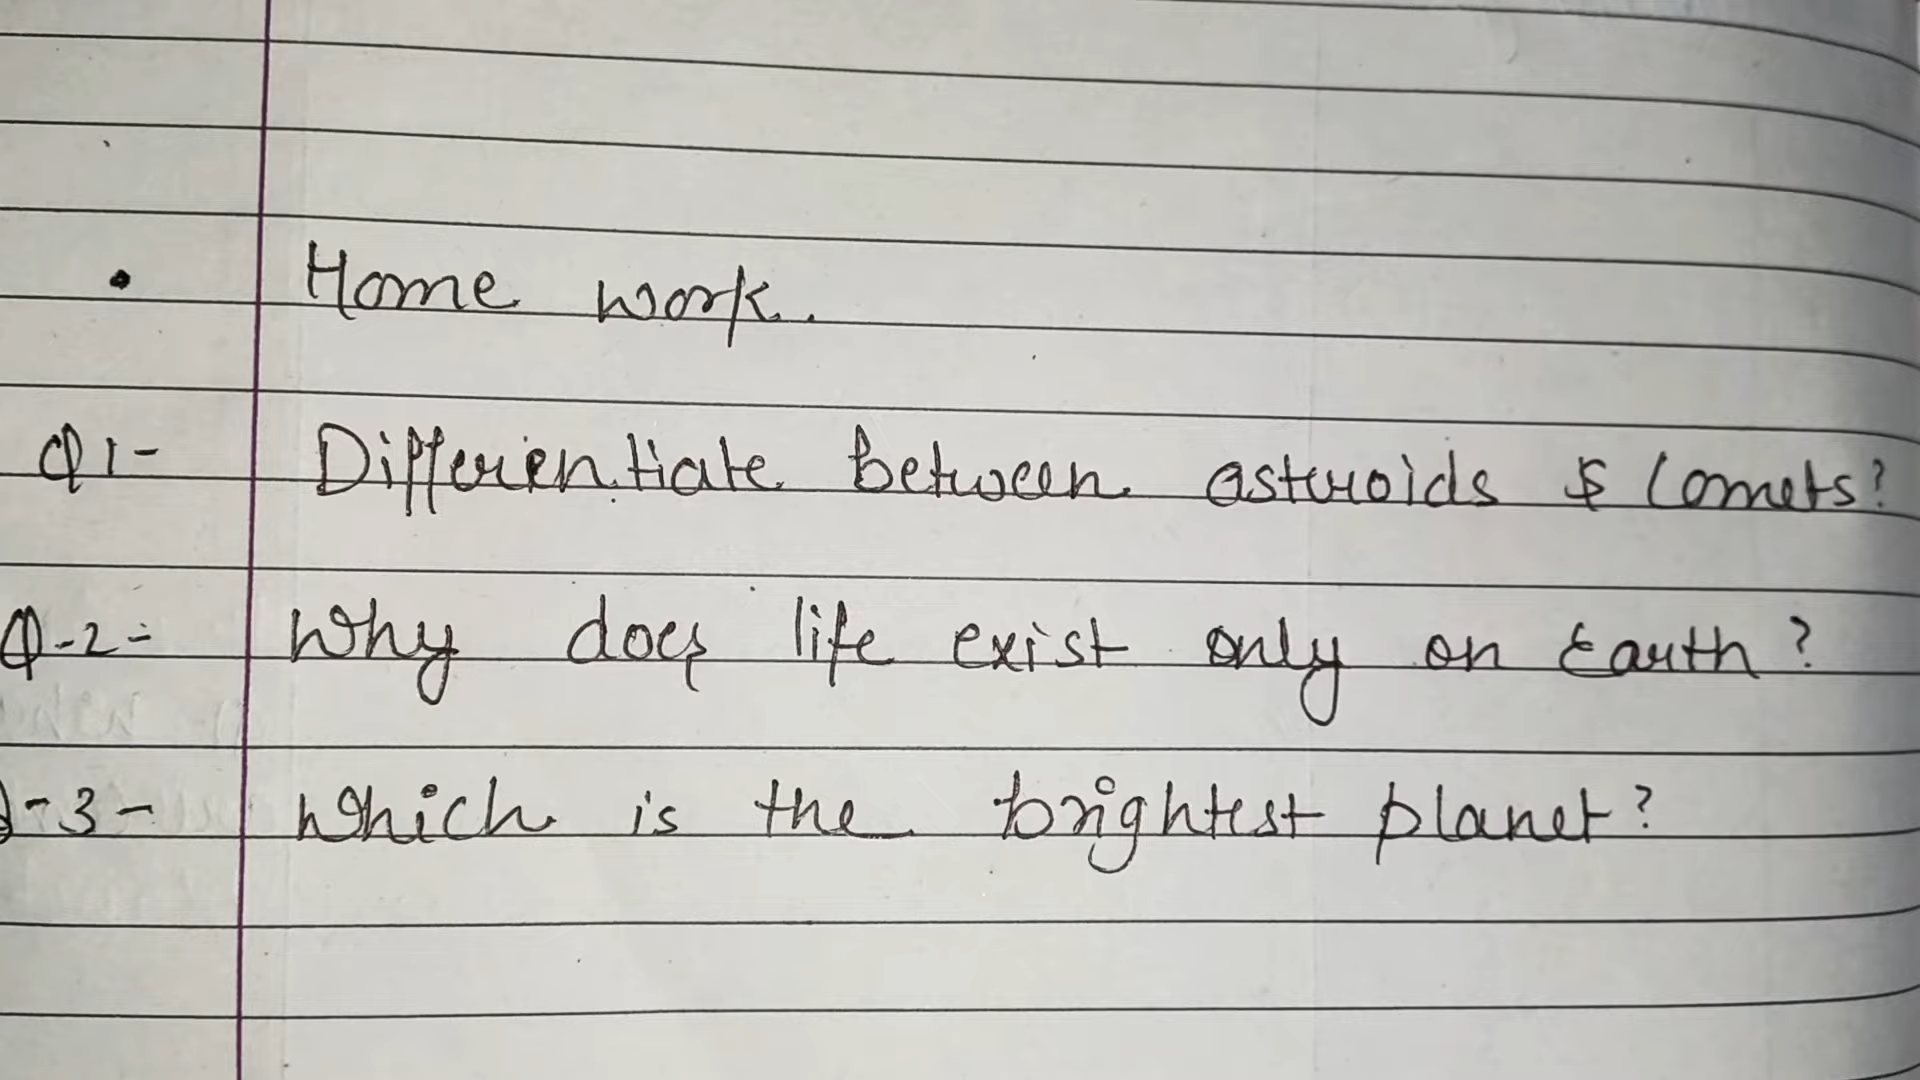 • Home work.
Q1- Differientiate between asteroids & Comets?
Q-2- Why does life exist only on Earth?
Q-3- Which is the brightest planet?